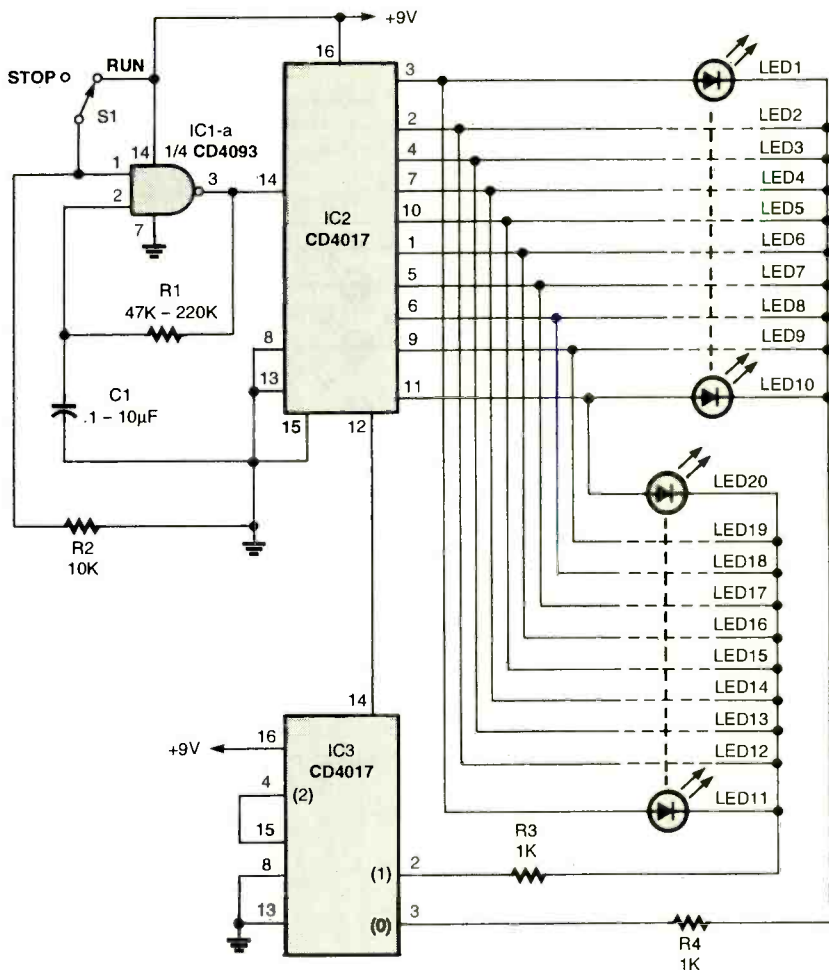 +9V
16
STOP
RUN
S1
IC1-a
1/4 CD4093
14
1
2
3
7
14
IC2
CD4017
R1
47K – 220K
C1
.1 – 10µF
R2
10K
8
13
15
12
3
2
4
7
10
1
5
6
9
11
LED1
LED2
LED3
LED4
LED5
LED6
LED7
LED8
LED9
LED10
LED20
LED19
LED18
LED17
LED16
LED15
LED14
LED13
LED12
LED11
14
+9V
16
IC3
CD4017
4
(2)
15
8
13
(1)
2
(0)
3
R3
1K
R4
1K